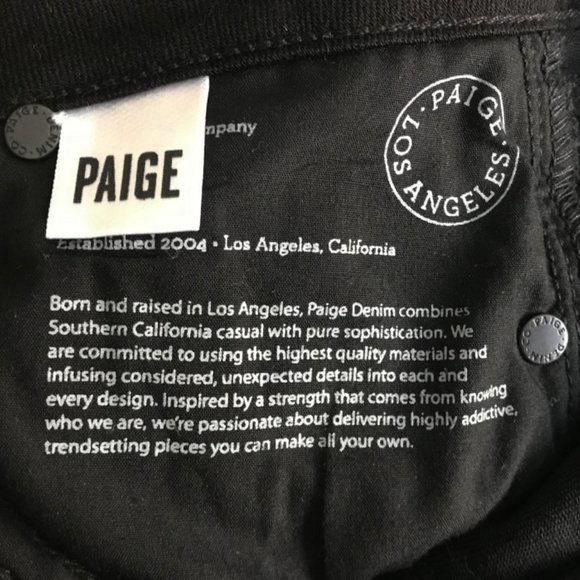 PAIGE DENIM CO
mpany
PAIGE
· PAIGE · LOS ANGELES
Established 2004 • Los Angeles, California
Born and raised in Los Angeles, Paige Denim combines
Southern California casual with pure sophistication. We
are committed to using the highest quality materials and
infusing considered, unexpected details into each and
every design. Inspired by a strength that comes from knowing
who we are, we're passionate about delivering highly addictive,
trendsetting pieces you can make all your own.
PAIGE DENIM CO